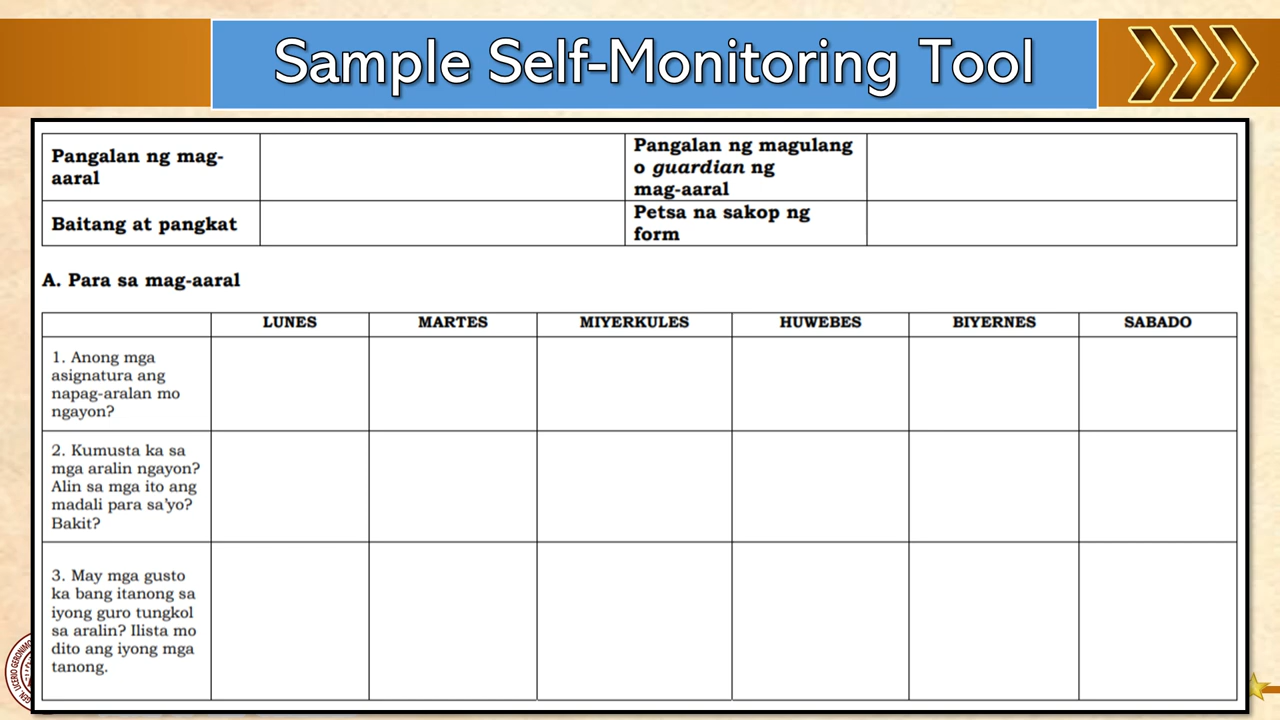 Sample Self-Monitoring Tool
Pangalan ng mag-
aaral
Pangalan ng magulang
o guardian ng
mag-aaral
Baitang at pangkat
Petsa na sakop ng
form
A. Para sa mag-aaral
LUNES MARTES MIYERKULES HUWEBES BIYERNES SABADO
1. Anong mga
asignatura ang
napag-aralan mo
ngayon?
2. Kumusta ka sa
mga aralin ngayon?
Alin sa mga ito ang
madali para sa'yo?
Bakit?
3. May mga gusto
ka bang itanong sa
iyong guro tungkol
sa aralin? Ilista mo
dito ang iyong mga
tanong.
GEN. LICERIO GERONIMO